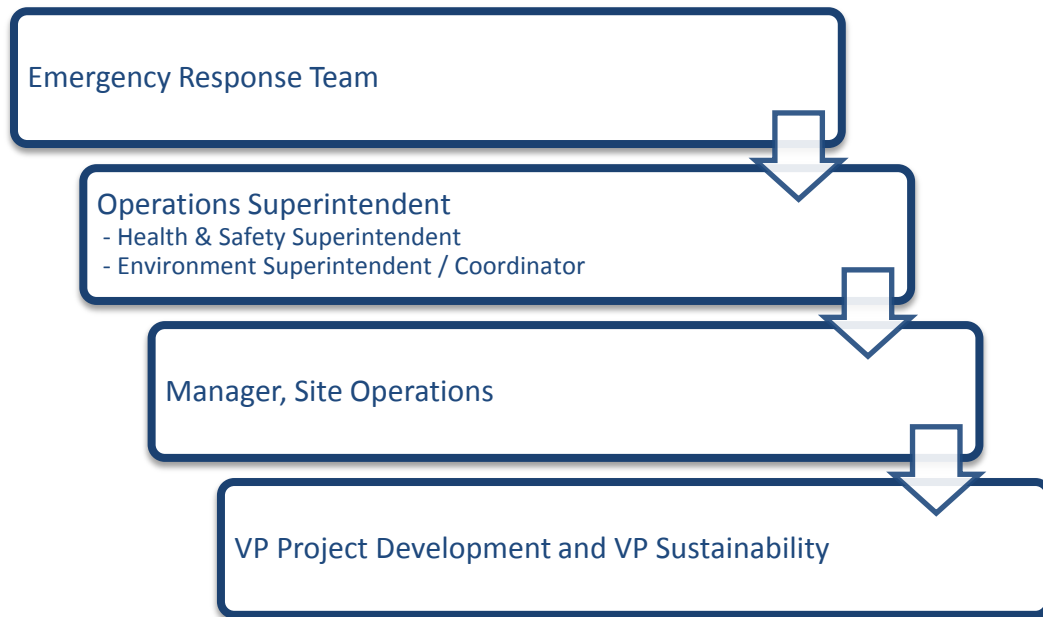 Emergency Response Team
Operations Superintendent
- Health & Safety Superintendent
- Environment Superintendent / Coordinator
Manager, Site Operations
VP Project Development and VP Sustainability